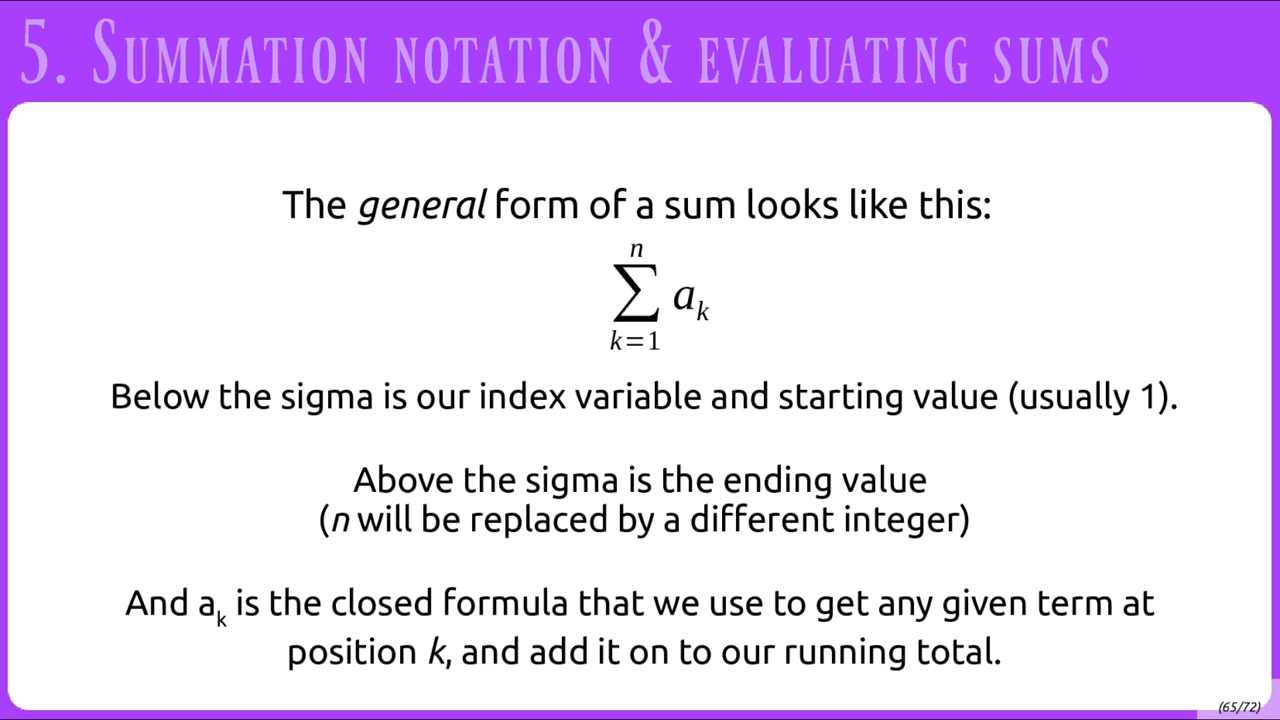 5. Summation notation & evaluating sums
The general form of a sum looks like this:
n
∑ aₖ
k=1
Below the sigma is our index variable and starting value (usually 1).
Above the sigma is the ending value
(n will be replaced by a different integer)
And aₖ is the closed formula that we use to get any given term at
position k, and add it on to our running total.
(65/72)